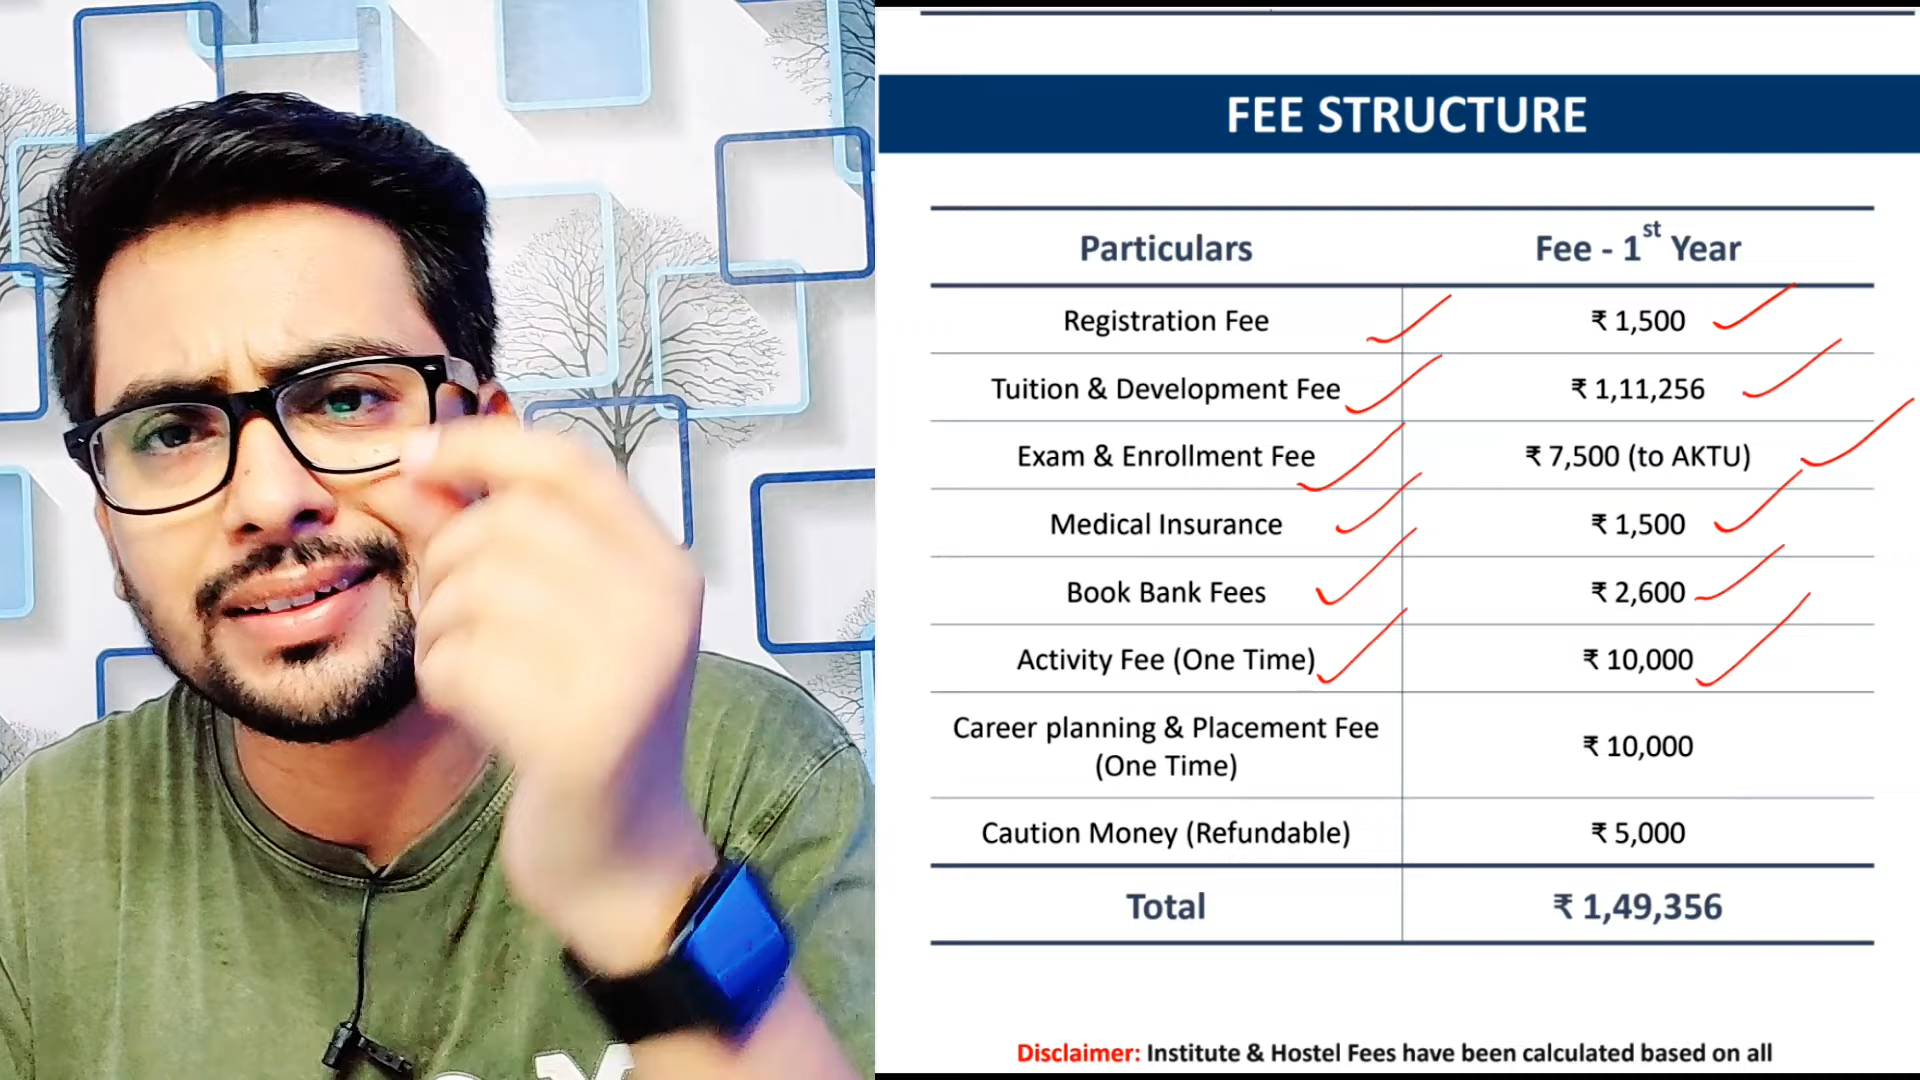 FEE STRUCTURE
Particulars Fee - 1st Year
Registration Fee ₹ 1,500
Tuition & Development Fee ₹ 1,11,256
Exam & Enrollment Fee ₹ 7,500 (to AKTU)
Medical Insurance ₹ 1,500
Book Bank Fees ₹ 2,600
Activity Fee (One Time) ₹ 10,000
Career planning & Placement Fee
(One Time) ₹ 10,000
Caution Money (Refundable) ₹ 5,000
Total ₹ 1,49,356
Disclaimer: Institute & Hostel Fees have been calculated based on all